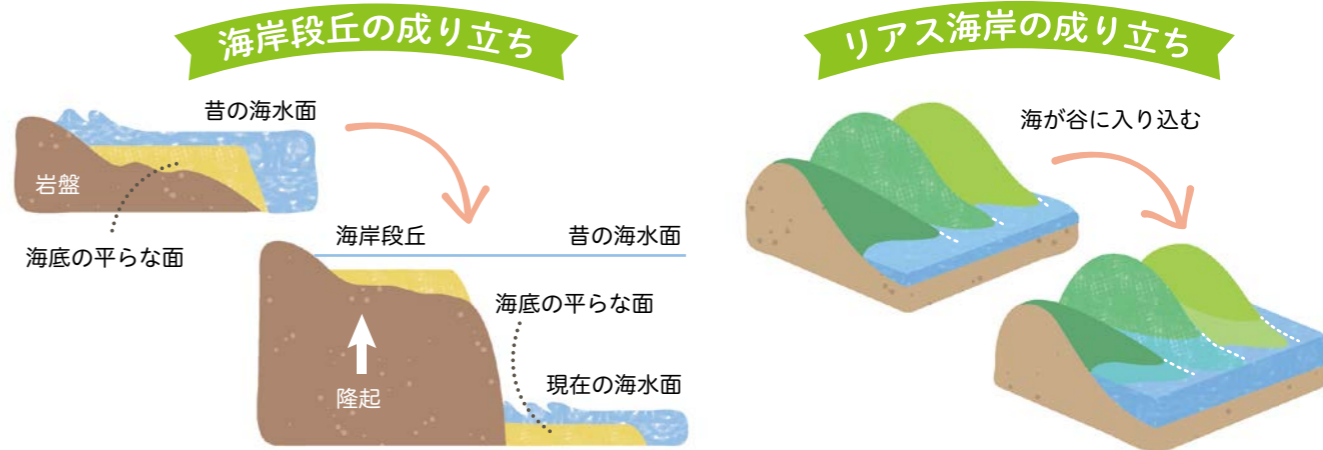 海岸段丘の成り立ち
昔の海水面
岩盤
海底の平らな面
海岸段丘
昔の海水面
海底の平らな面
隆起
現在の海水面
リアス海岸の成り立ち
海が谷に入り込む